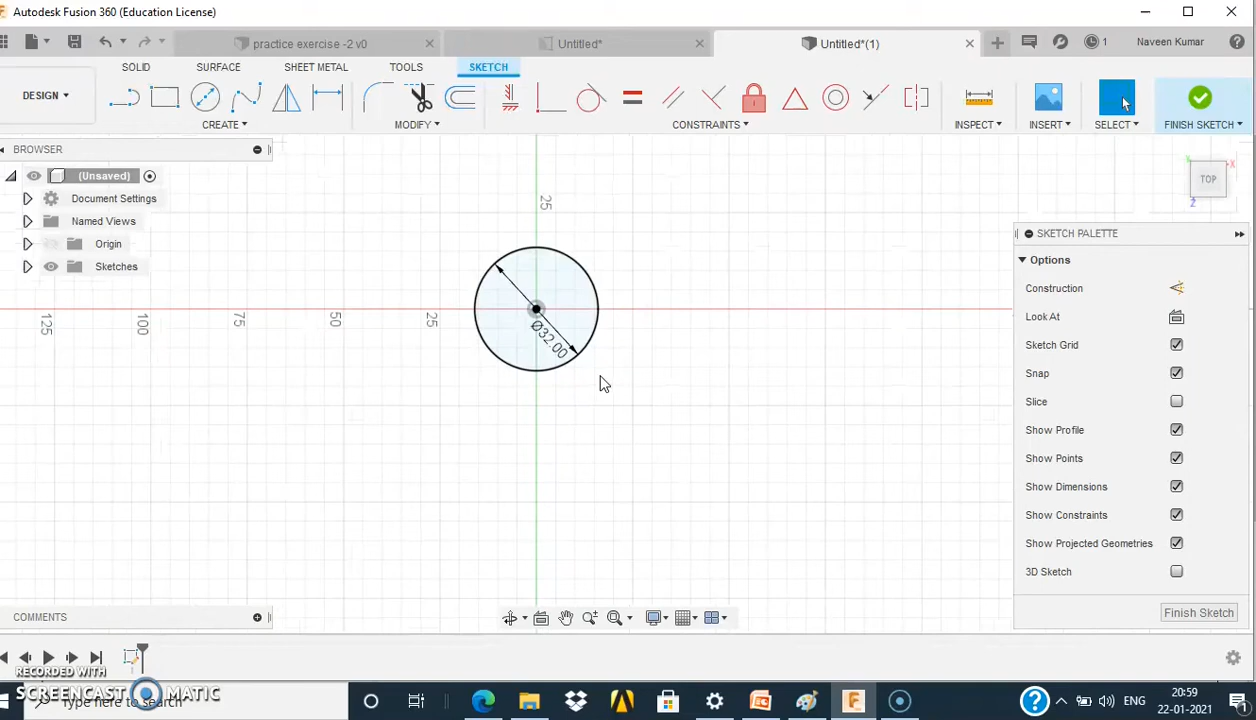 Autodesk Fusion 360 (Education License)
practice exercise -2 v0
Untitled*
Untitled*(1)
1
Naveen Kumar
SOLID
SURFACE
SHEET METAL
TOOLS
SKETCH
DESIGN
CREATE
MODIFY
CONSTRAINTS
INSPECT
INSERT
SELECT
FINISH SKETCH
BROWSER
(Unsaved)
Document Settings
Named Views
Origin
Sketches
25
125
100
75
50
25
Ø32.00
TOP
X
Z
SKETCH PALETTE
Options
Construction
Look At
Sketch Grid
Snap
Slice
Show Profile
Show Points
Show Dimensions
Show Constraints
Show Projected Geometries
3D Sketch
Finish Sketch
COMMENTS
RECORDED WITH
SCREENCAST MATIC
Type here to search
ENG
20:59
22-01-2021
1